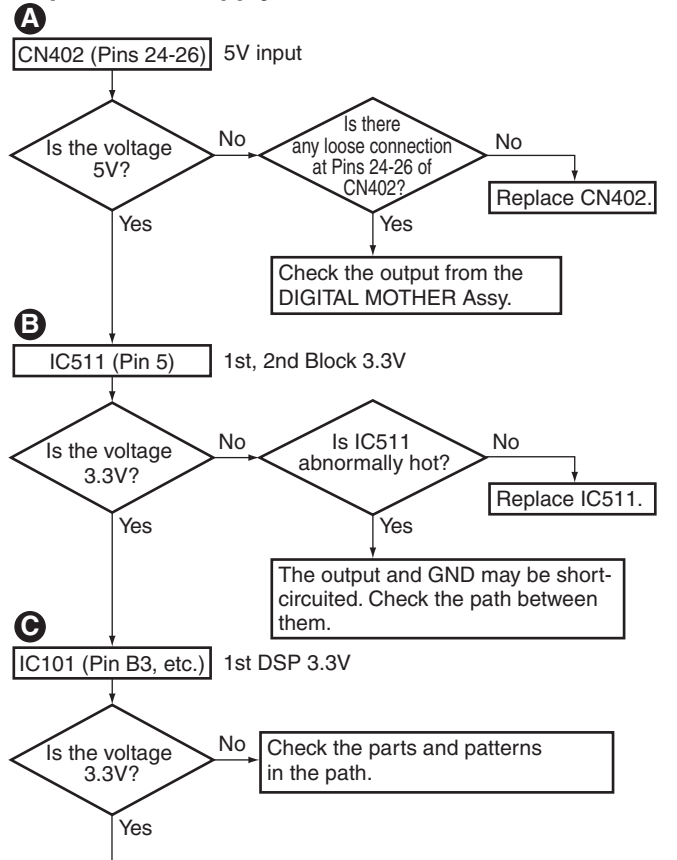 A
CN402 (Pins 24-26)
5V input
Is the voltage
5V?
No
Is there
any loose connection
at Pins 24-26 of
CN402?
No
Replace CN402.
Yes
Yes
Check the output from the
DIGITAL MOTHER Assy.
B
IC511 (Pin 5)
1st, 2nd Block 3.3V
Is the voltage
3.3V?
No
Is IC511
abnormally hot?
No
Replace IC511.
Yes
Yes
The output and GND may be short-
circuited. Check the path between
them.
C
IC101 (Pin B3, etc.)
1st DSP 3.3V
Is the voltage
3.3V?
No
Check the parts and patterns
in the path.
Yes